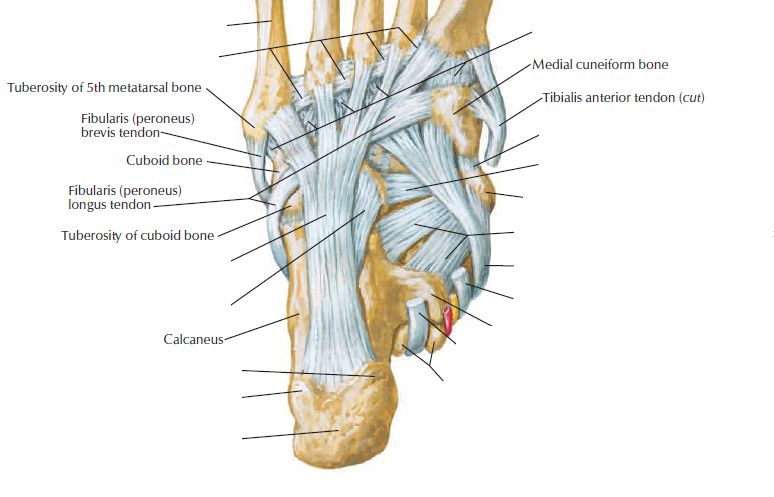 Medial cuneiform bone
Tuberosity of 5th metatarsal bone
Tibialis anterior tendon (cut)
Fibularis (peroneus)
brevis tendon
Cuboid bone
Fibularis (peroneus)
longus tendon
Tuberosity of cuboid bone
Calcaneus